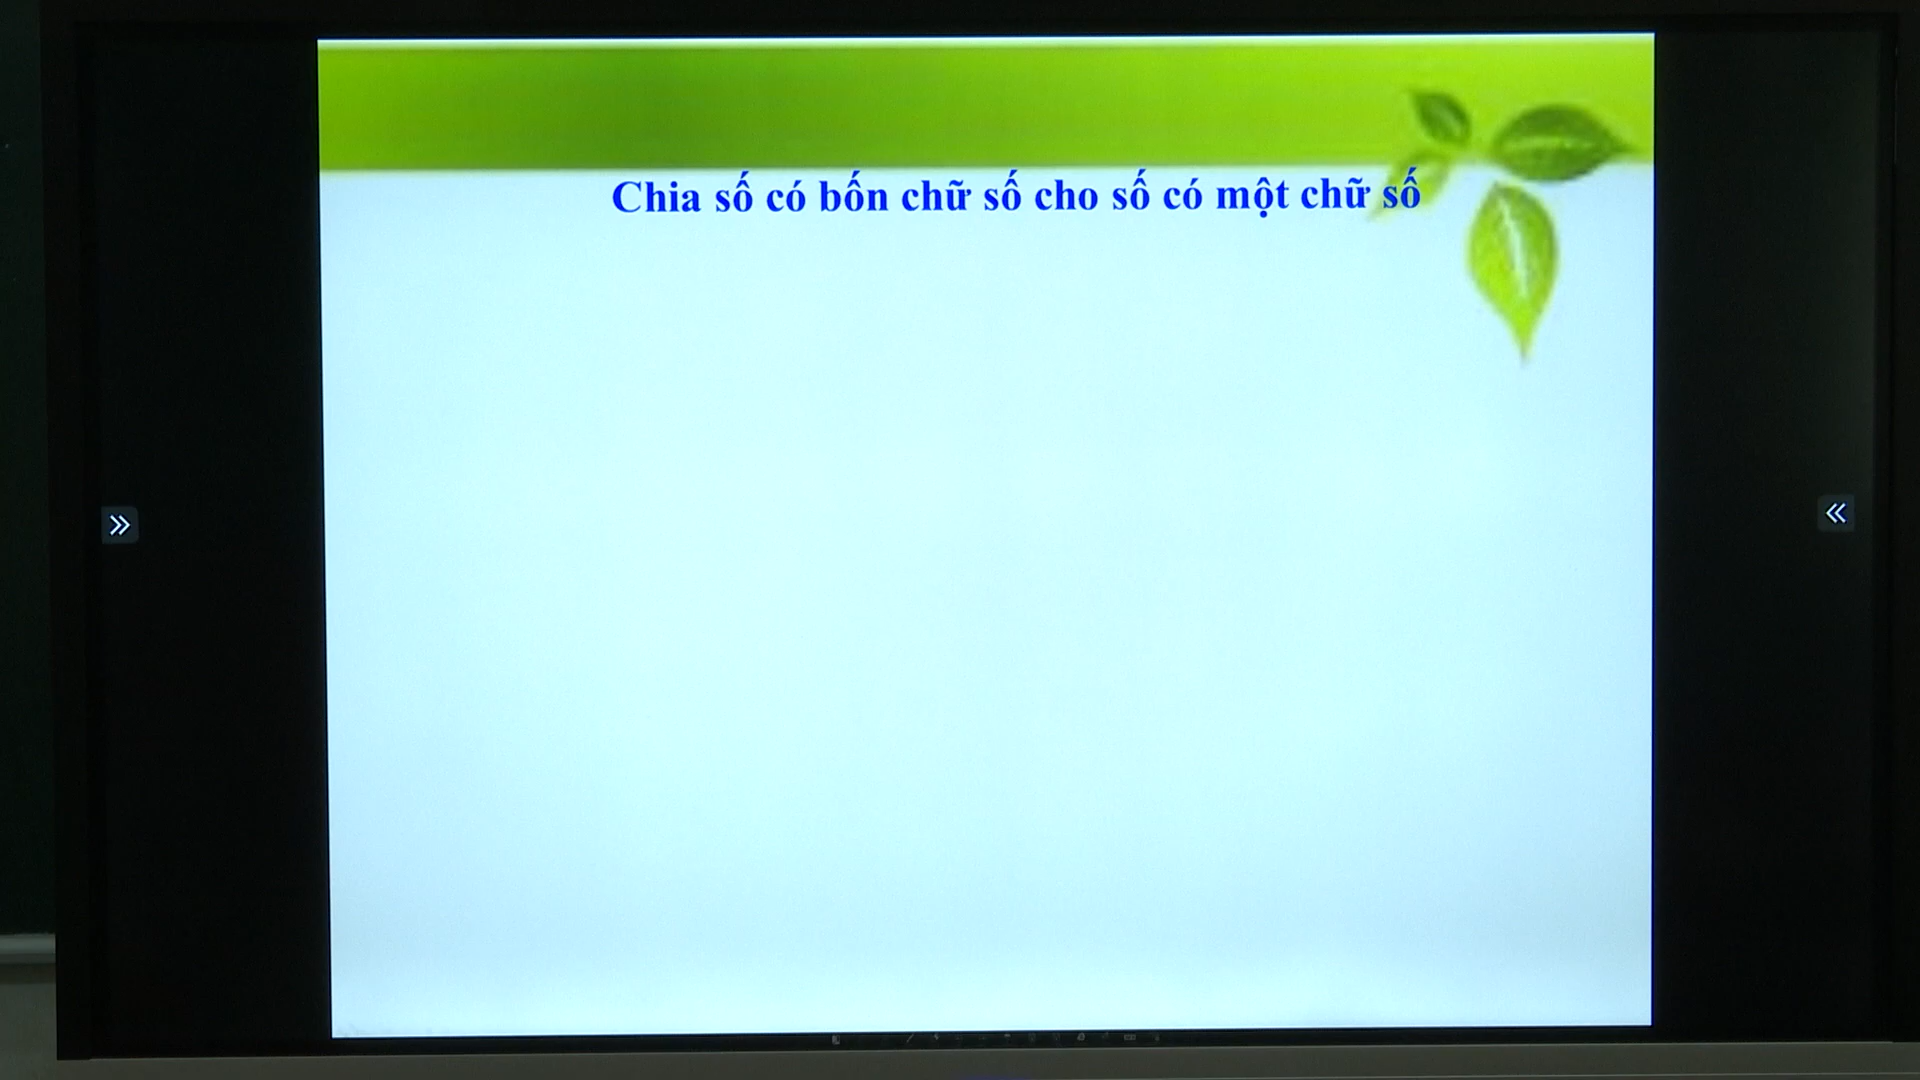 Chia số có bốn chữ số cho số có một chữ số